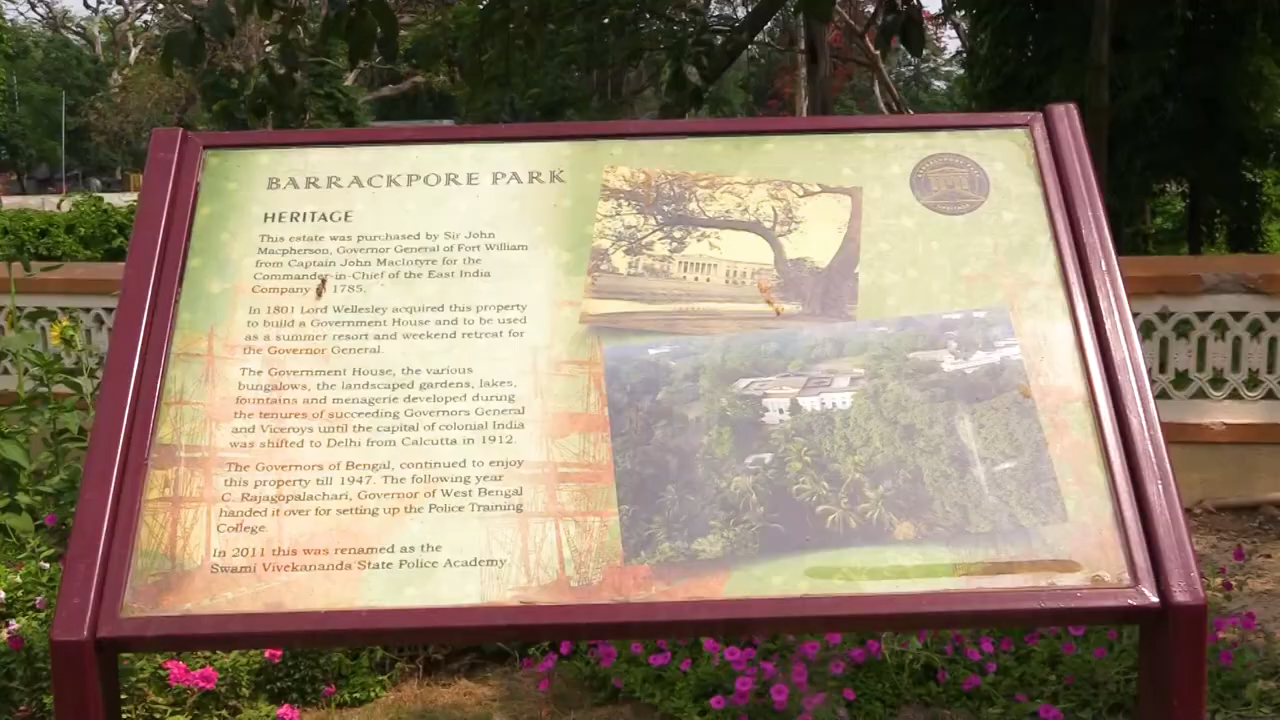 BARRACKPORE PARK
HERITAGE
This estate was purchased by Sir John
Macpherson, Governor General of Fort William
from Captain John MacIntyre for the
Commander-in-Chief of the East India
Company 1785.
In 1801 Lord Wellesley acquired this property
to build a Government House and to be used
as a summer resort and weekend retreat for
the Governor General.
The Government House, the various
bungalows, the landscaped gardens, lakes,
fountains and menagerie developed during
the tenures of succeeding Governors General
and Viceroys until the capital of colonial India
was shifted to Delhi from Calcutta in 1912.
The Governors of Bengal, continued to enjoy
this property till 1947. The following year
C. Rajagopalachari, Governor of West Bengal
handed it over for setting up the Police Training
College.
In 2011 this was renamed as the
Swami Vivekananda State Police Academy.